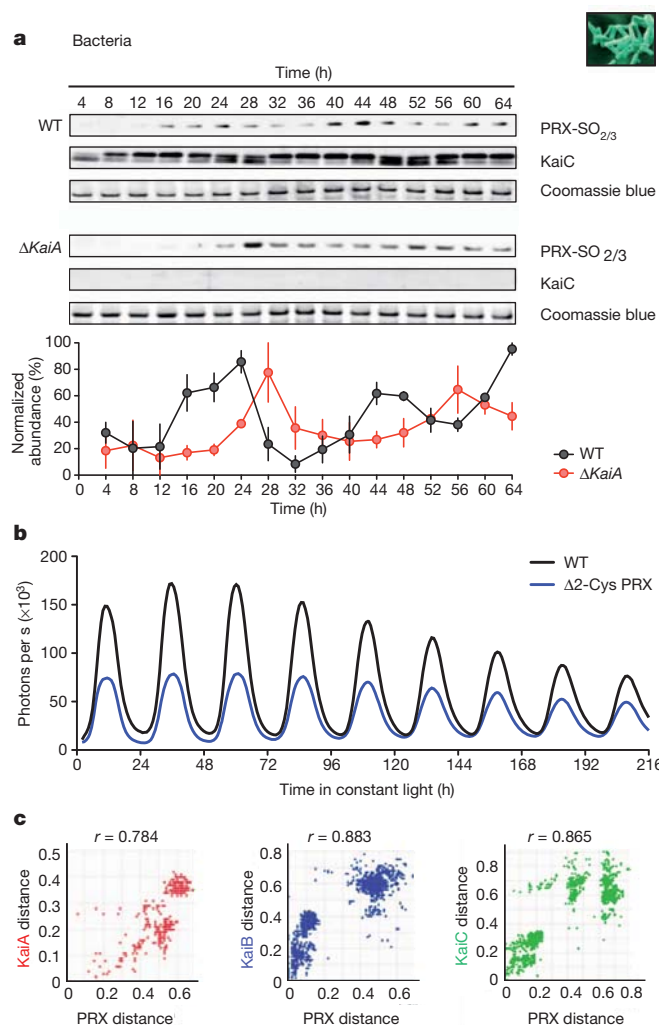 a Bacteria
Time (h)
4 8 12 16 20 24 28 32 36 40 44 48 52 56 60 64
WT PRX-SO2/3
KaiC
Coomassie blue
ΔKaiA PRX-SO 2/3
KaiC
Coomassie blue
Normalized abundance (%)
100
80
60
40
20
0
0 4 8 12 16 20 24 28 32 36 40 44 48 52 56 60 64
Time (h)
WT
ΔKaiA
b
Photons per s (×10³)
200
150
100
50
0
WT
Δ2-Cys PRX
0 24 48 72 96 120 144 168 192 216
Time in constant light (h)
c
r = 0.784
KaiA distance
0.5
0.4
0.3
0.2
0.1
0
0 0.2 0.4 0.6
PRX distance
r = 0.883
KaiB distance
0.8
0.6
0.4
0.2
0
0 0.2 0.4 0.6
PRX distance
r = 0.865
KaiC distance
0.8
0.6
0.4
0.2
0
0 0.2 0.4 0.6 0.8
PRX distance